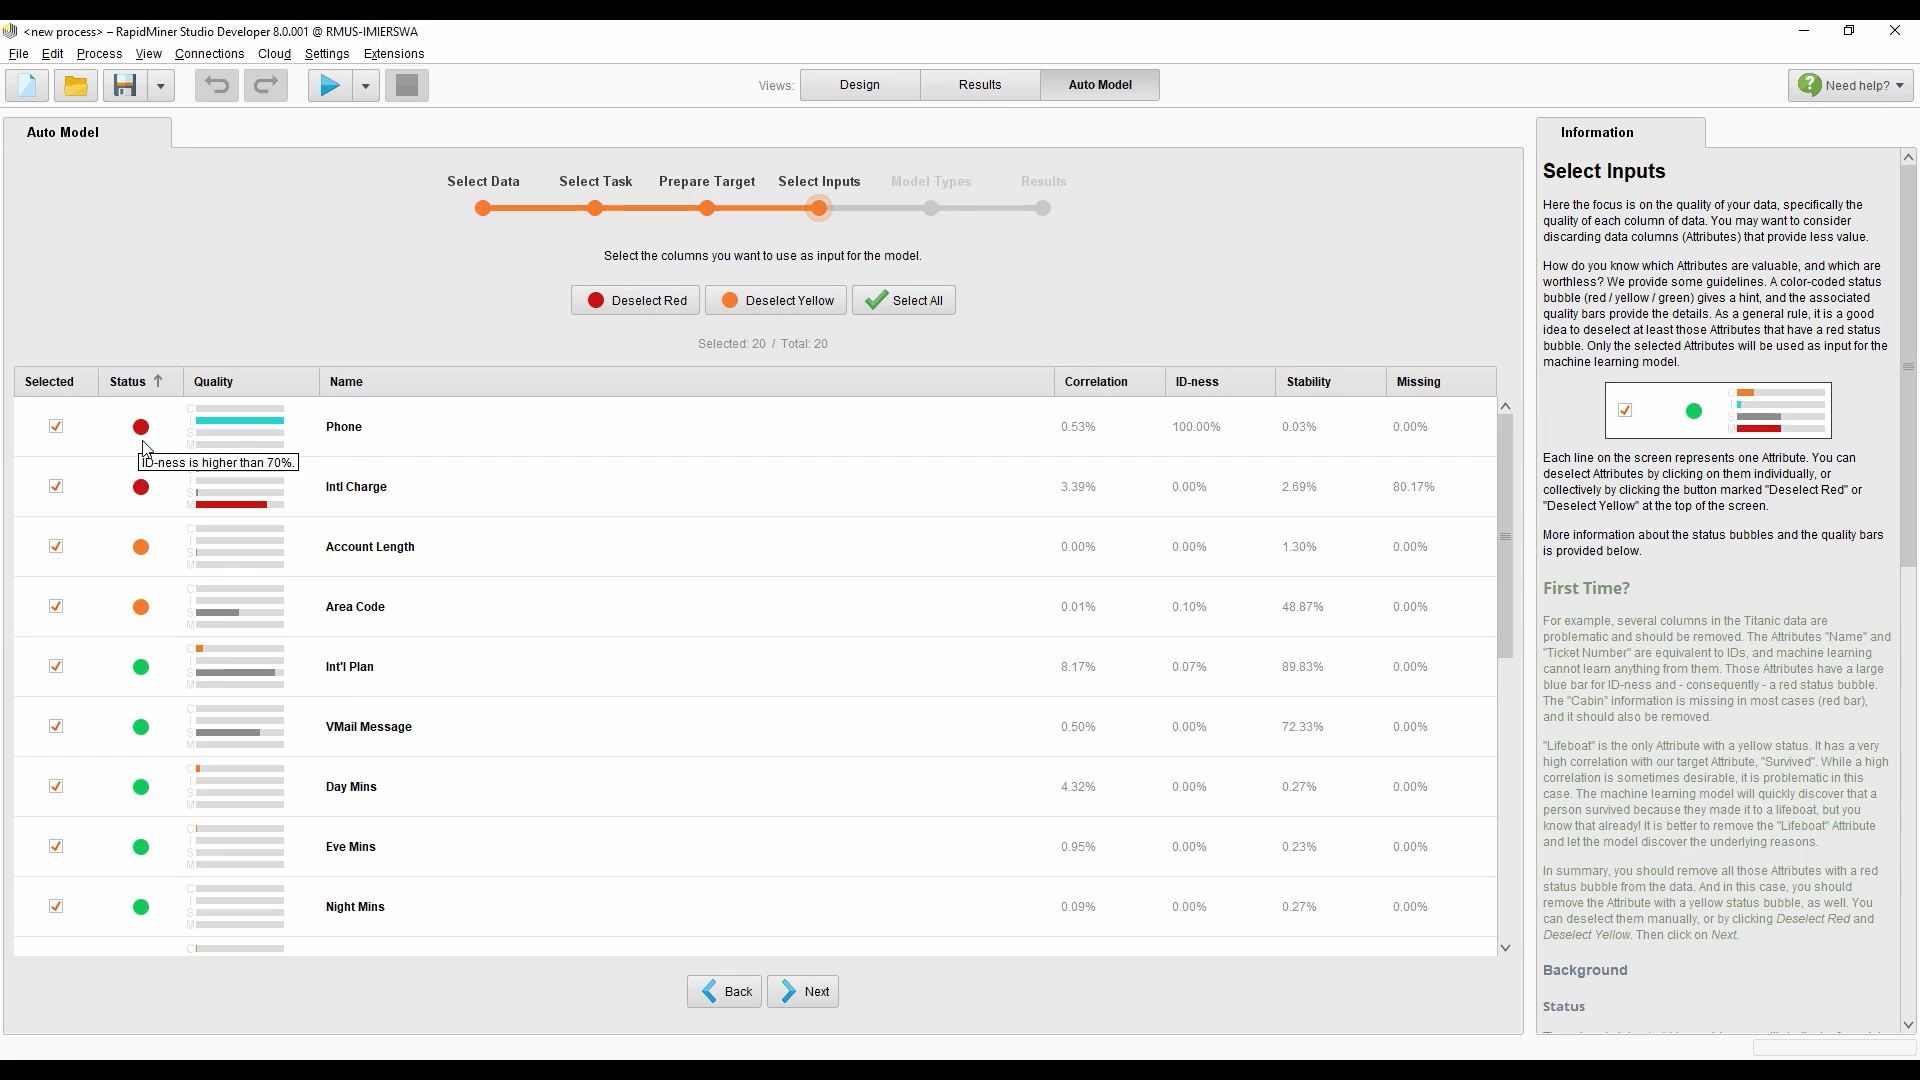 <new process> – RapidMiner Studio Developer 8.0.001 @ RMUS-IMIERSWA
File Edit Process View Connections Cloud Settings Extensions
Views: Design Results Auto Model Need help?
Auto Model
Select Data Select Task Prepare Target Select Inputs Model Types Results
Select the columns you want to use as input for the model.
Deselect Red Deselect Yellow Select All
Selected: 20 / Total: 20
Selected Status Quality Name Correlation ID-ness Stability Missing
C
I
S
M
Phone 0.53% 100.00% 0.03% 0.00%
ID-ness is higher than 70%.
I
S
M
Intl Charge 3.39% 0.00% 2.69% 80.17%
C
I
S
M
Account Length 0.00% 0.00% 1.30% 0.00%
C
I
S
M
Area Code 0.01% 0.10% 48.87% 0.00%
C
I
S
M
Int'l Plan 8.17% 0.07% 89.83% 0.00%
C
I
S
M
VMail Message 0.50% 0.00% 72.33% 0.00%
C
I
S
M
Day Mins 4.32% 0.00% 0.27% 0.00%
C
I
S
M
Eve Mins 0.95% 0.00% 0.23% 0.00%
C
I
S
M
Night Mins 0.09% 0.00% 0.27% 0.00%
C
Back Next
Information
Select Inputs
Here the focus is on the quality of your data, specifically the
quality of each column of data. You may want to consider
discarding data columns (Attributes) that provide less value.
How do you know which Attributes are valuable, and which are
worthless? We provide some guidelines. A color-coded status
bubble (red / yellow / green) gives a hint, and the associated
quality bars provide the details. As a general rule, it is a good
idea to deselect at least those Attributes that have a red status
bubble. Only the selected Attributes will be used as input for the
machine learning model.
C
I
S
M
Each line on the screen represents one Attribute. You can
deselect Attributes by clicking on them individually, or
collectively by clicking the button marked "Deselect Red" or
"Deselect Yellow" at the top of the screen.
More information about the status bubbles and the quality bars
is provided below.
First Time?
For example, several columns in the Titanic data are
problematic and should be removed. The Attributes "Name" and
"Ticket Number" are equivalent to IDs, and machine learning
cannot learn anything from them. Those Attributes have a large
blue bar for ID-ness and - consequently - a red status bubble.
The "Cabin" information is missing in most cases (red bar),
and it should also be removed.
"Lifeboat" is the only Attribute with a yellow status. It has a very
high correlation with our target Attribute, "Survived". While a high
correlation is sometimes desirable, it is problematic in this
case. The machine learning model will quickly discover that a
person survived because they made it to a lifeboat, but you
know that already! It is better to remove the "Lifeboat" Attribute
and let the model discover the underlying reasons.
In summary, you should remove all those Attributes with a red
status bubble from the data. And in this case, you should
remove the Attribute with a yellow status bubble, as well. You
can deselect them manually, or by clicking Deselect Red and
Deselect Yellow. Then click on Next.
Background
Status